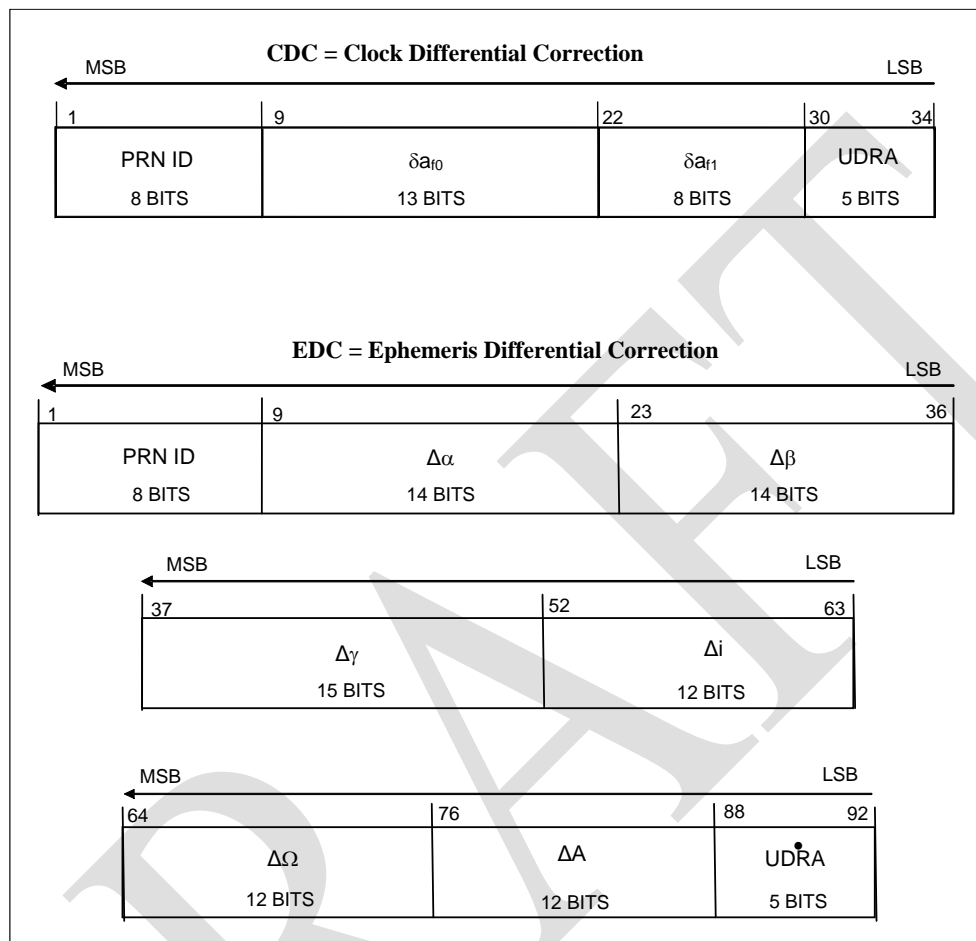 CDC = Clock Differential Correction
MSB LSB
1 9 22 30 34
PRN ID δaf0 δaf1 UDRA
8 BITS 13 BITS 8 BITS 5 BITS
EDC = Ephemeris Differential Correction
MSB LSB
1 9 23 36
PRN ID Δα Δβ
8 BITS 14 BITS 14 BITS
MSB LSB
37 52 63
Δγ Δi
15 BITS 12 BITS
MSB LSB
64 76 88 92
ΔΩ ΔA UDṘA
12 BITS 12 BITS 5 BITS
DRAFT